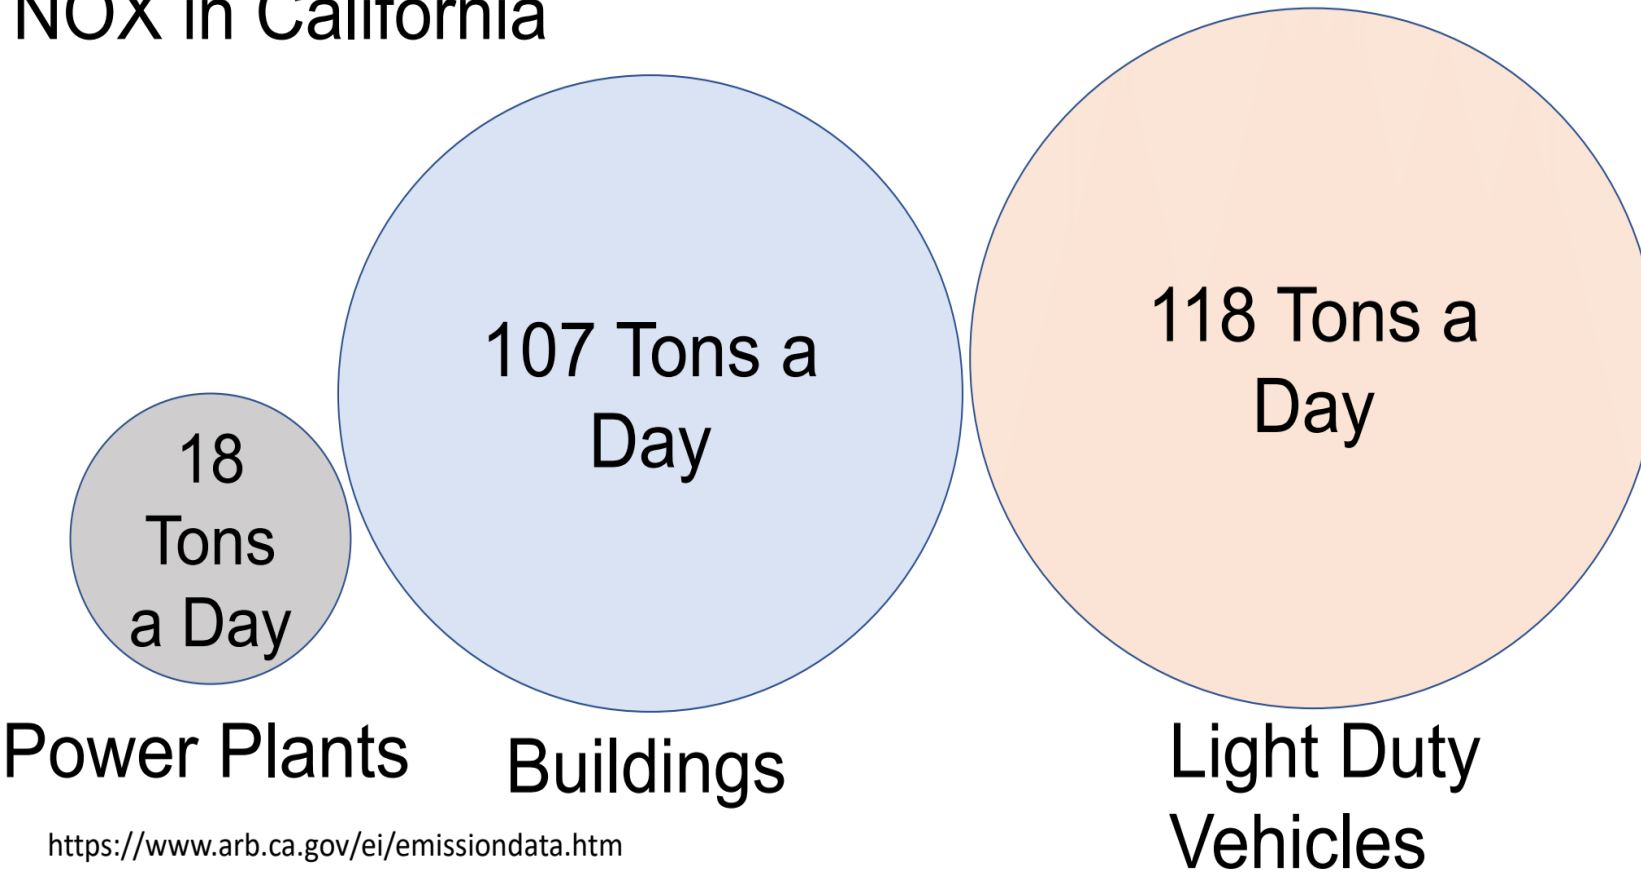 NOX in California
18
Tons
a Day
107 Tons a
Day
118 Tons a
Day
Power Plants
Buildings
Light Duty
Vehicles
https://www.arb.ca.gov/ei/emissiondata.htm